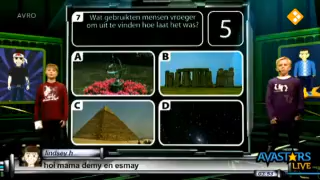 AVRO
7
Wat gebruikten mensen vroeger
om uit te vinden hoe laat het was?
5
A
B
C
D
lindsey h
hoi mama demy en esmay
AVASTARS
LIVE